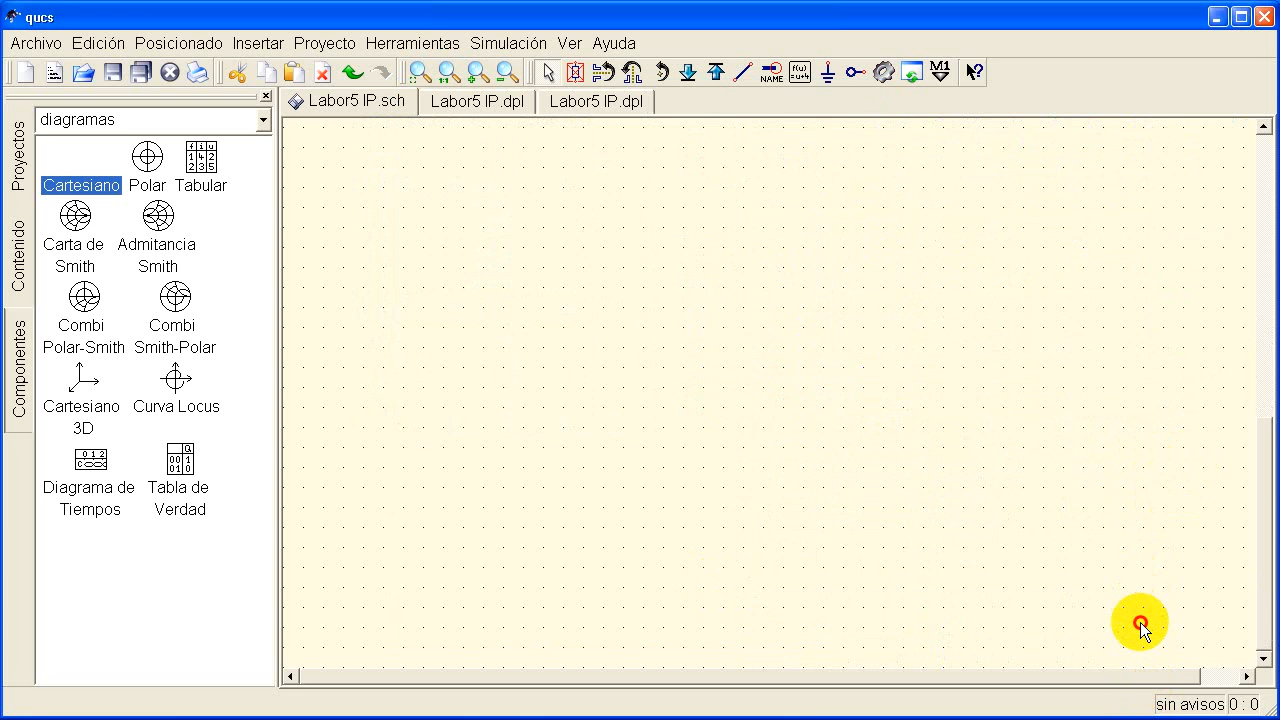 qucs
Archivo Edición Posicionado Insertar Proyecto Herramientas Simulación Ver Ayuda
NAME
M1
Labor5 IP.sch Labor5 IP.dpl Labor5 IP.dpl
diagramas
Cartesiano Polar Tabular
Carta de Smith Admitancia Smith
Combi Polar-Smith Combi Smith-Polar
Cartesiano 3D Curva Locus
Diagrama de Tiempos Tabla de Verdad
Proyectos
Contenido
Componentes
sin avisos 0 : 0